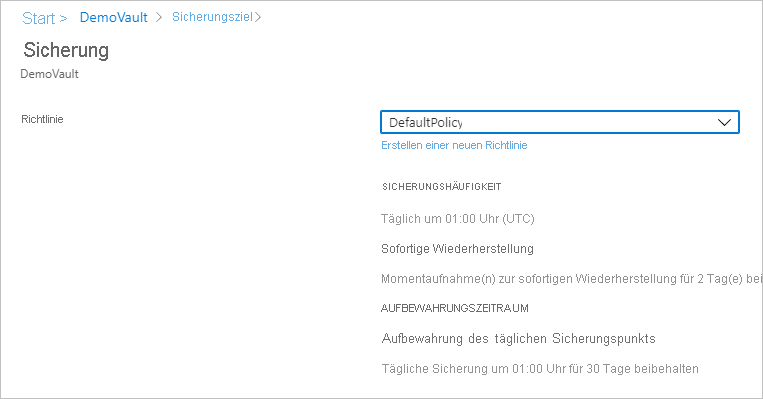 Start > DemoVault > Sicherungsziel >
Sicherung
DemoVault
Richtlinie
DefaultPolicy
Erstellen einer neuen Richtlinie
SICHERUNGSHÄUFIGKEIT
Täglich um 01:00 Uhr (UTC)
Sofortige Wiederherstellung
Momentaufnahme(n) zur sofortigen Wiederherstellung für 2 Tag(e) bei
AUFBEWAHRUNGSZEITRAUM
Aufbewahrung des täglichen Sicherungspunkts
Tägliche Sicherung um 01:00 Uhr für 30 Tage beibehalten